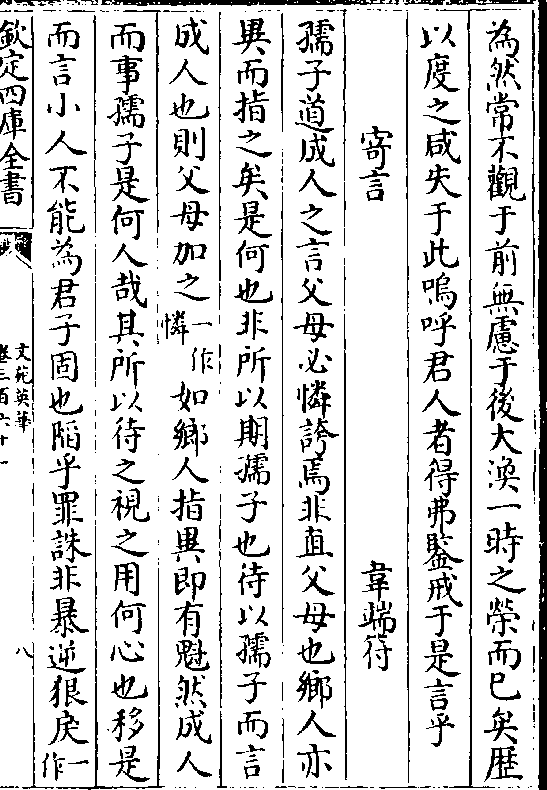 為然常不觀于前無慮于後大渙一時之榮而已矣歴
以度之咸失于此嗚呼君人者得弗鑒戒于是言乎
寄言　韋端符
孺子道成人之言父母必憐誇焉非直父母也鄉人亦
異而指之矣是何也非所以期孺子也待以孺子而言
成人也則父母加之一作憐如鄉人指異即有魁然成人
而事孺子是何人哉其所以待之視之用何心也移是
而言小人不能為君子固也陷乎罪誅非暴逆狠戾一作
欽定四庫全書
文苑英華
卷三百六十一
八